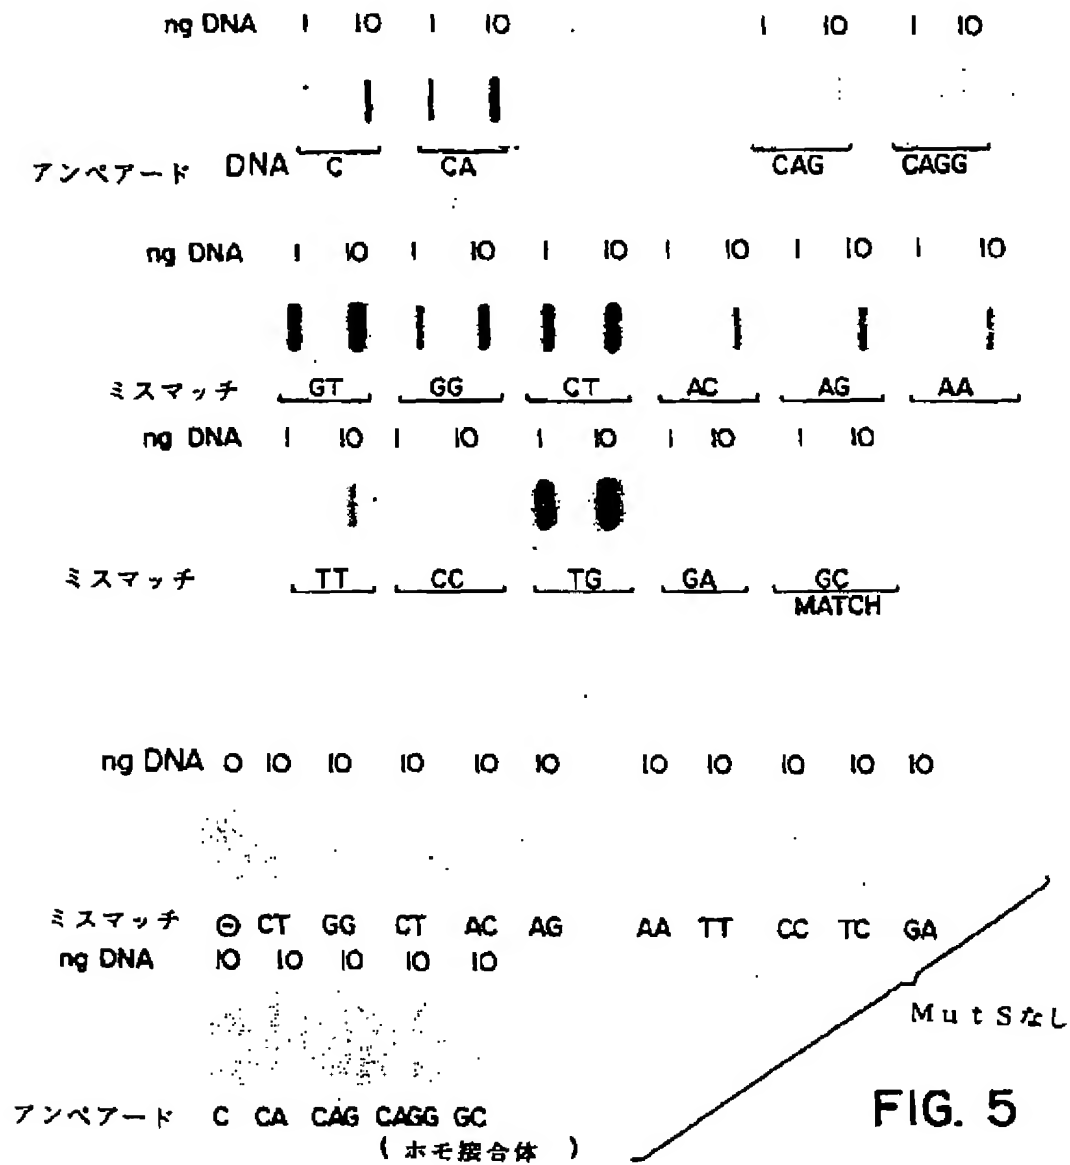 ng DNA 1 10 1 10 1 10 1 10
アンペアード DNA C CA CAG CAGG
ng DNA 1 10 1 10 1 10 1 10 1 10 1 10
ミスマッチ GT GG CT AC AG AA
ng DNA 1 10 1 10 1 10 1 10 1 10
ミスマッチ TT CC TG GA GC
MATCH
ng DNA 0 10 10 10 10 10 10 10 10 10 10
ミスマッチ ⊖ CT GG CT AC AG AA TT CC TC GA
ng DNA 10 10 10 10 10
MutSなし
アンペアード C CA CAG CAGG GC
(ホモ接合体)
FIG. 5